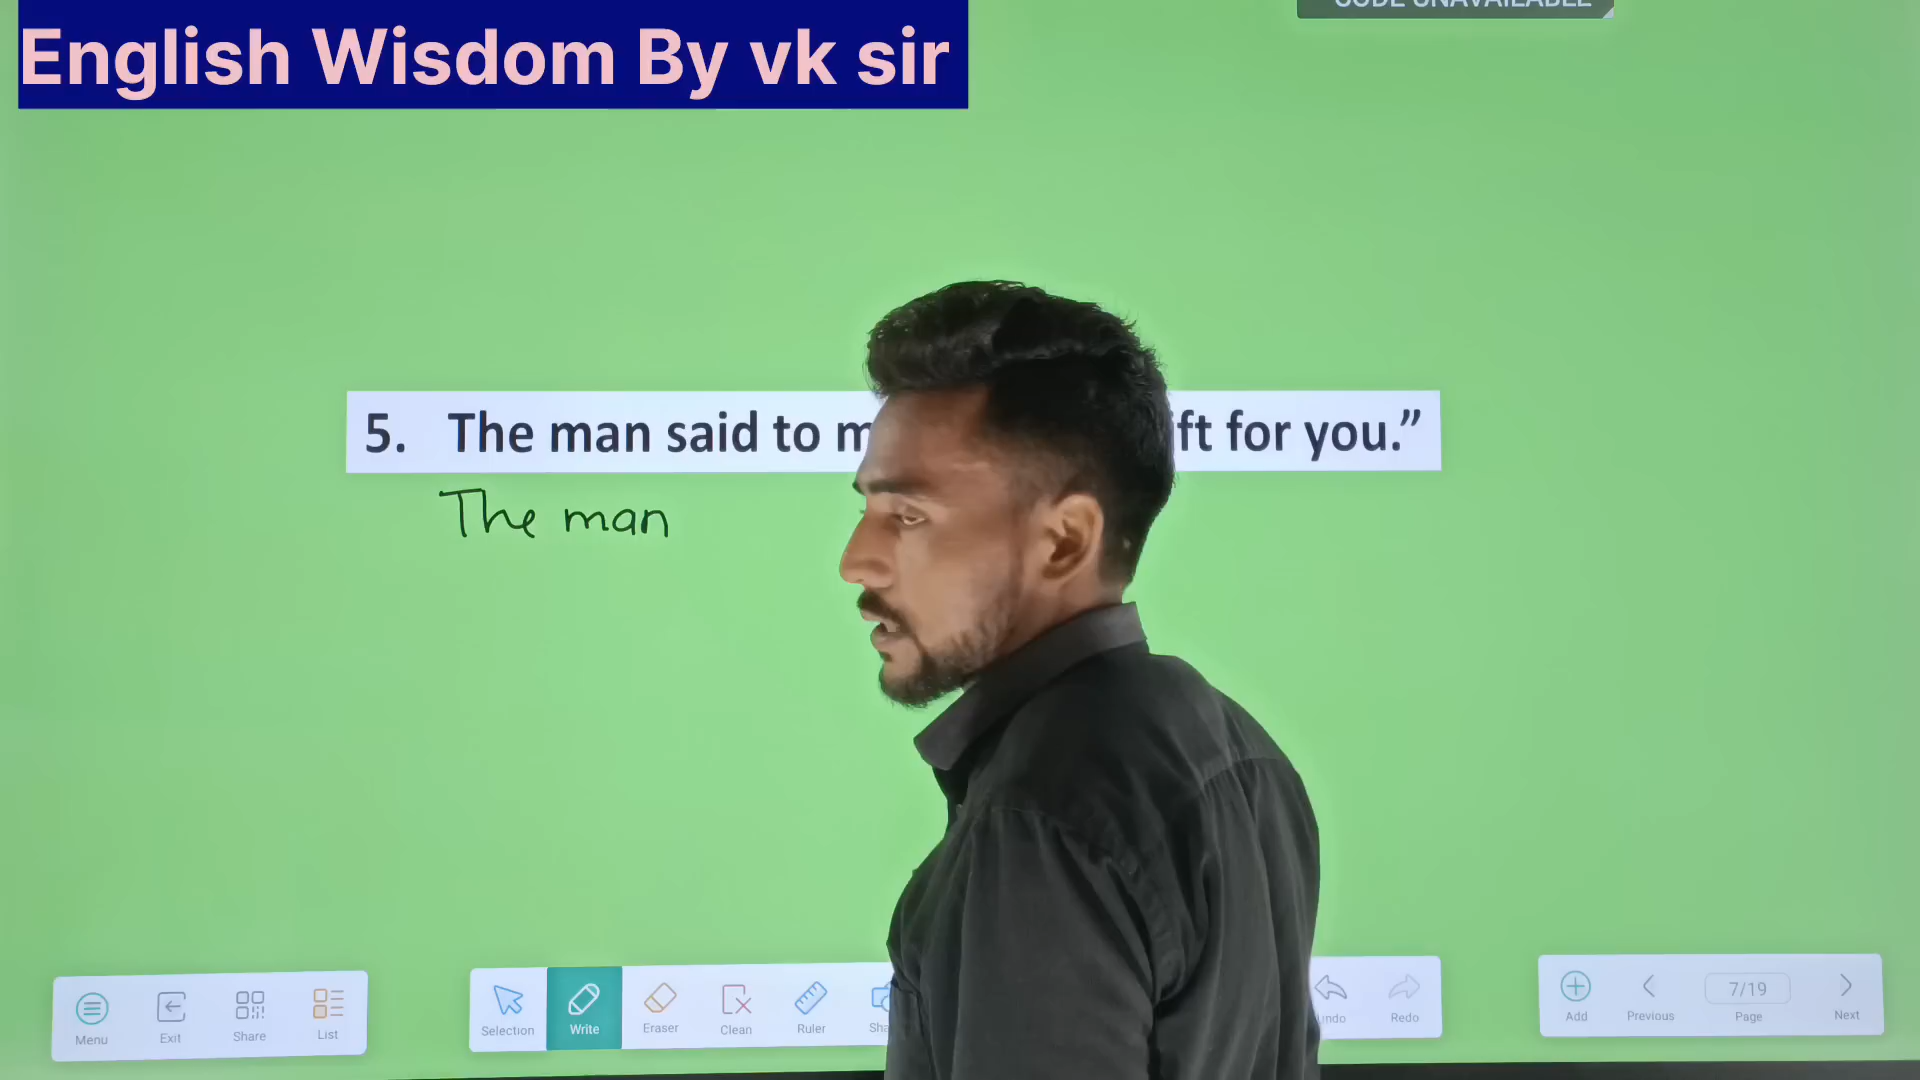 English Wisdom By vk sir
5. The man said to m ift for you.”
The man
Menu Exit Share List
Selection Write Eraser Clean Ruler Redo
Add Previous 7/19 Page Next